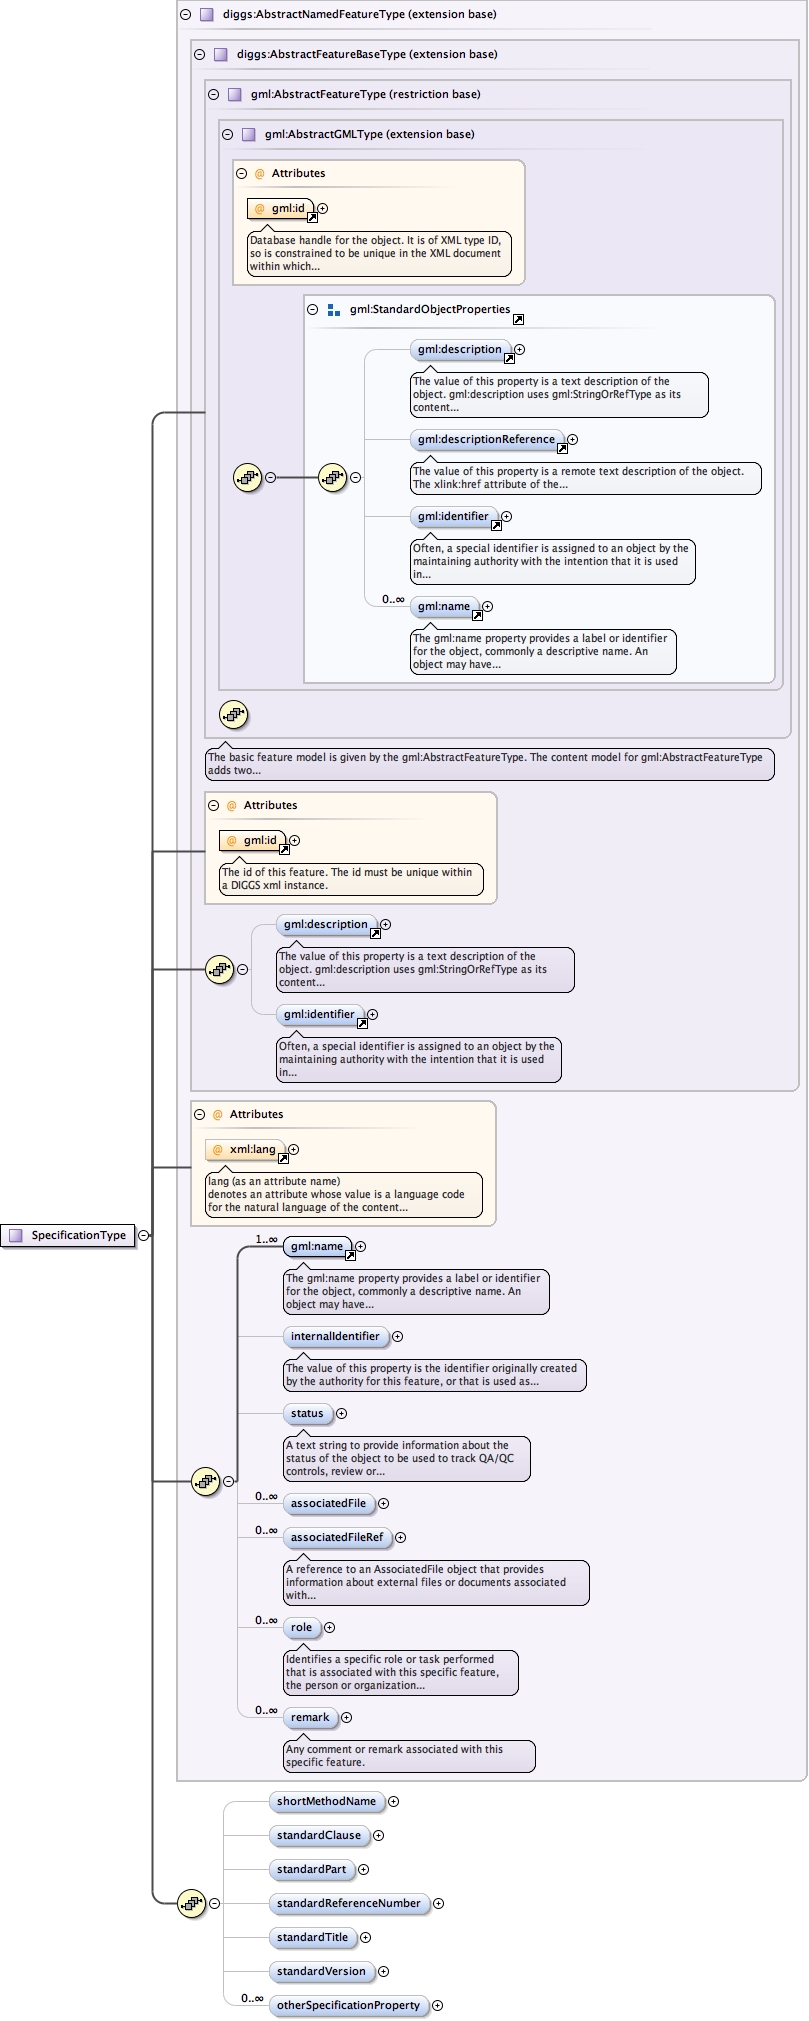 diggs:AbstractNamedFeatureType (extension base)
diggs:AbstractFeatureBaseType (extension base)
gml:AbstractFeatureType (restriction base)
gml:AbstractGMLType (extension base)
@ Attributes
@ gml:id
Database handle for the object. It is of XML type ID,
so is constrained to be unique in the XML document
within which...
gml:StandardObjectProperties
gml:description
The value of this property is a text description of the
object. gml:description uses gml:StringOrRefType as its
content...
gml:descriptionReference
The value of this property is a remote text description of the object.
The xlink:href attribute of the...
gml:identifier
Often, a special identifier is assigned to an object by the
maintaining authority with the intention that it is used
in...
0..∞
gml:name
The gml:name property provides a label or identifier
for the object, commonly a descriptive name. An
object may have...
The basic feature model is given by the gml:AbstractFeatureType. The content model for gml:AbstractFeatureType
adds two...
@ Attributes
@ gml:id
The id of this feature. The id must be unique within
a DIGGS xml instance.
gml:description
The value of this property is a text description of the
object. gml:description uses gml:StringOrRefType as its
content...
gml:identifier
Often, a special identifier is assigned to an object by the
maintaining authority with the intention that it is used
in...
@ Attributes
@ xml:lang
lang (as an attribute name)
denotes an attribute whose value is a language code
for the natural language of the content...
SpecificationType
1..∞
gml:name
The gml:name property provides a label or identifier
for the object, commonly a descriptive name. An
object may have...
internalIdentifier
The value of this property is the identifier originally created
by the authority for this feature, or that is used as...
status
A text string to provide information about the
status of the object to be used to track QA/QC
controls, review or...
0..∞
associatedFile
0..∞
associatedFileRef
A reference to an AssociatedFile object that provides
information about external files or documents associated
with...
0..∞
role
Identifies a specific role or task performed
that is associated with this specific feature,
the person or organization...
0..∞
remark
Any comment or remark associated with this
specific feature.
shortMethodName
standardClause
standardPart
standardReferenceNumber
standardTitle
standardVersion
0..∞
otherSpecificationProperty